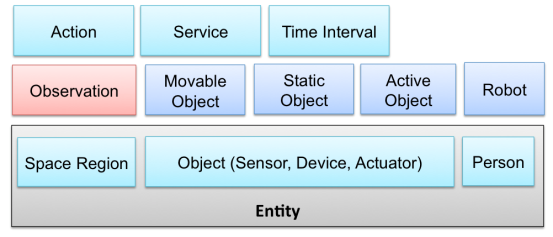 Action
Service
Time Interval
Observation
Movable
Object
Static
Object
Active
Object
Robot
Space Region
Object (Sensor, Device, Actuator)
Person
Entity